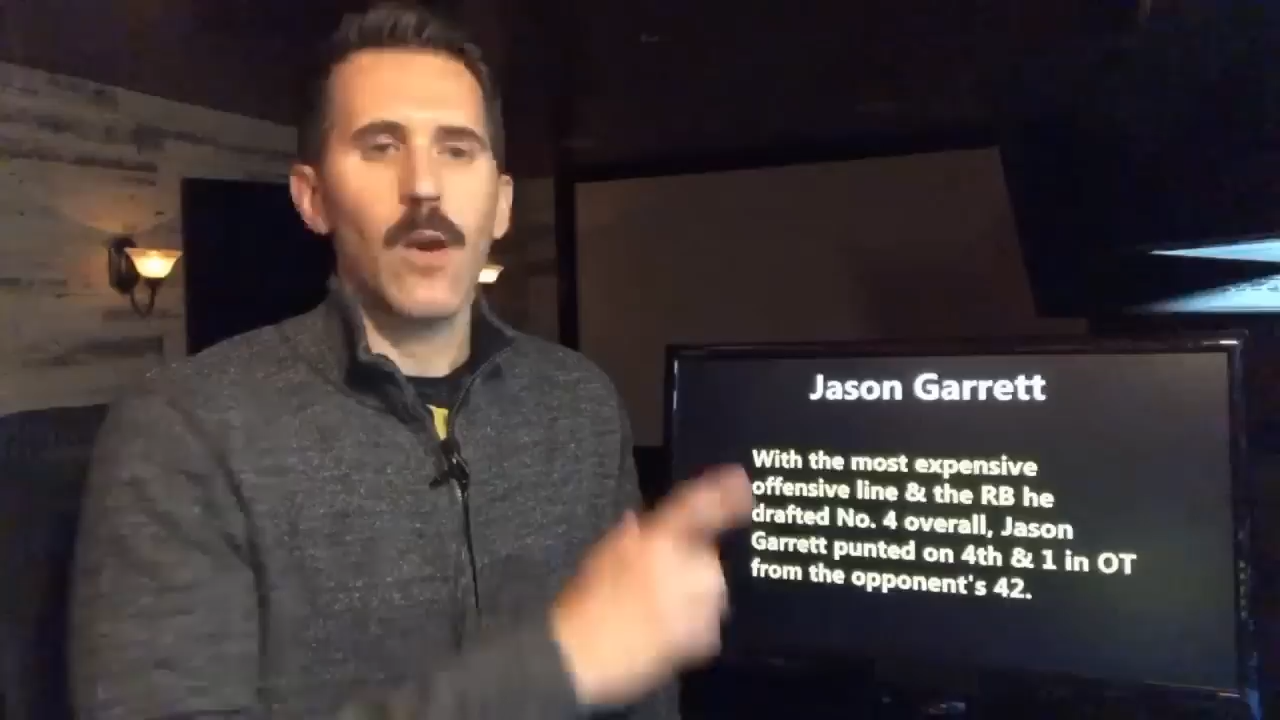 Jason Garrett
With the most expensive
offensive line & the RB he
drafted No. 4 overall, Jason
Garrett punted on 4th & 1 in OT
from the opponent's 42.